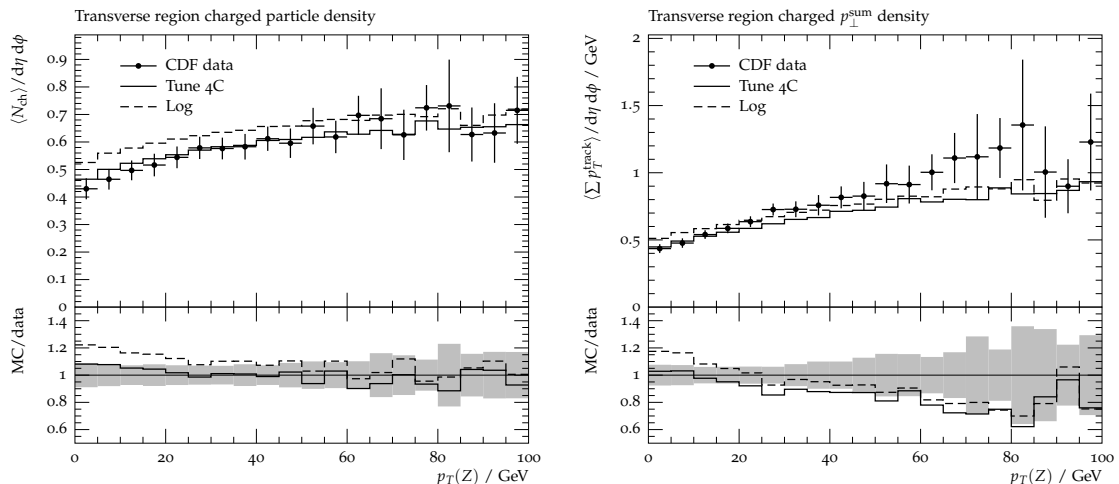 Transverse region charged particle density
CDF data
Tune 4C
Log
⟨N_ch⟩/dη dϕ
0.9
0.8
0.7
0.6
0.5
0.4
0.3
0.2
0.1
0
MC/data
1.4
1.2
1.0
0.8
0.6
0 20 40 60 80 100
p_T(Z) / GeV
Transverse region charged p_⊥^sum density
CDF data
Tune 4C
Log
⟨∑ p_T^track⟩/dη dϕ / GeV
2
1.5
1
0.5
0
MC/data
1.4
1.2
1.0
0.8
0.6
0 20 40 60 80 100
p_T(Z) / GeV